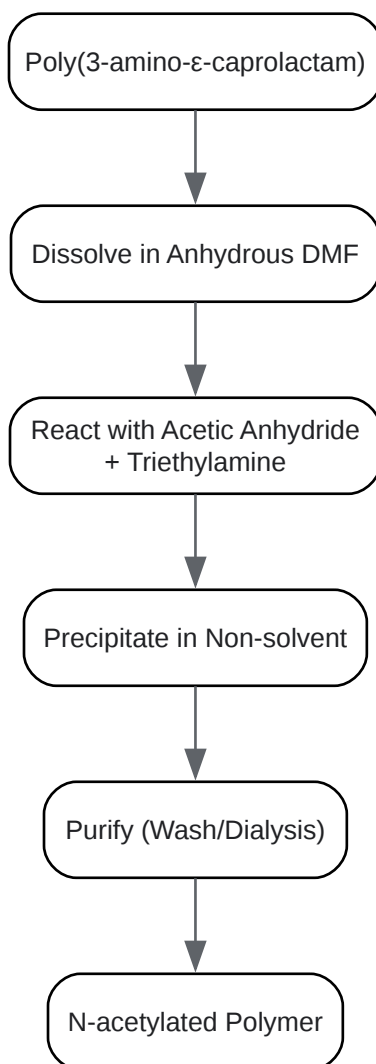 Poly(3-amino-ε-caprolactam)
Dissolve in Anhydrous DMF
React with Acetic Anhydride
+ Triethylamine
Precipitate in Non-solvent
Purify (Wash/Dialysis)
N-acetylated Polymer